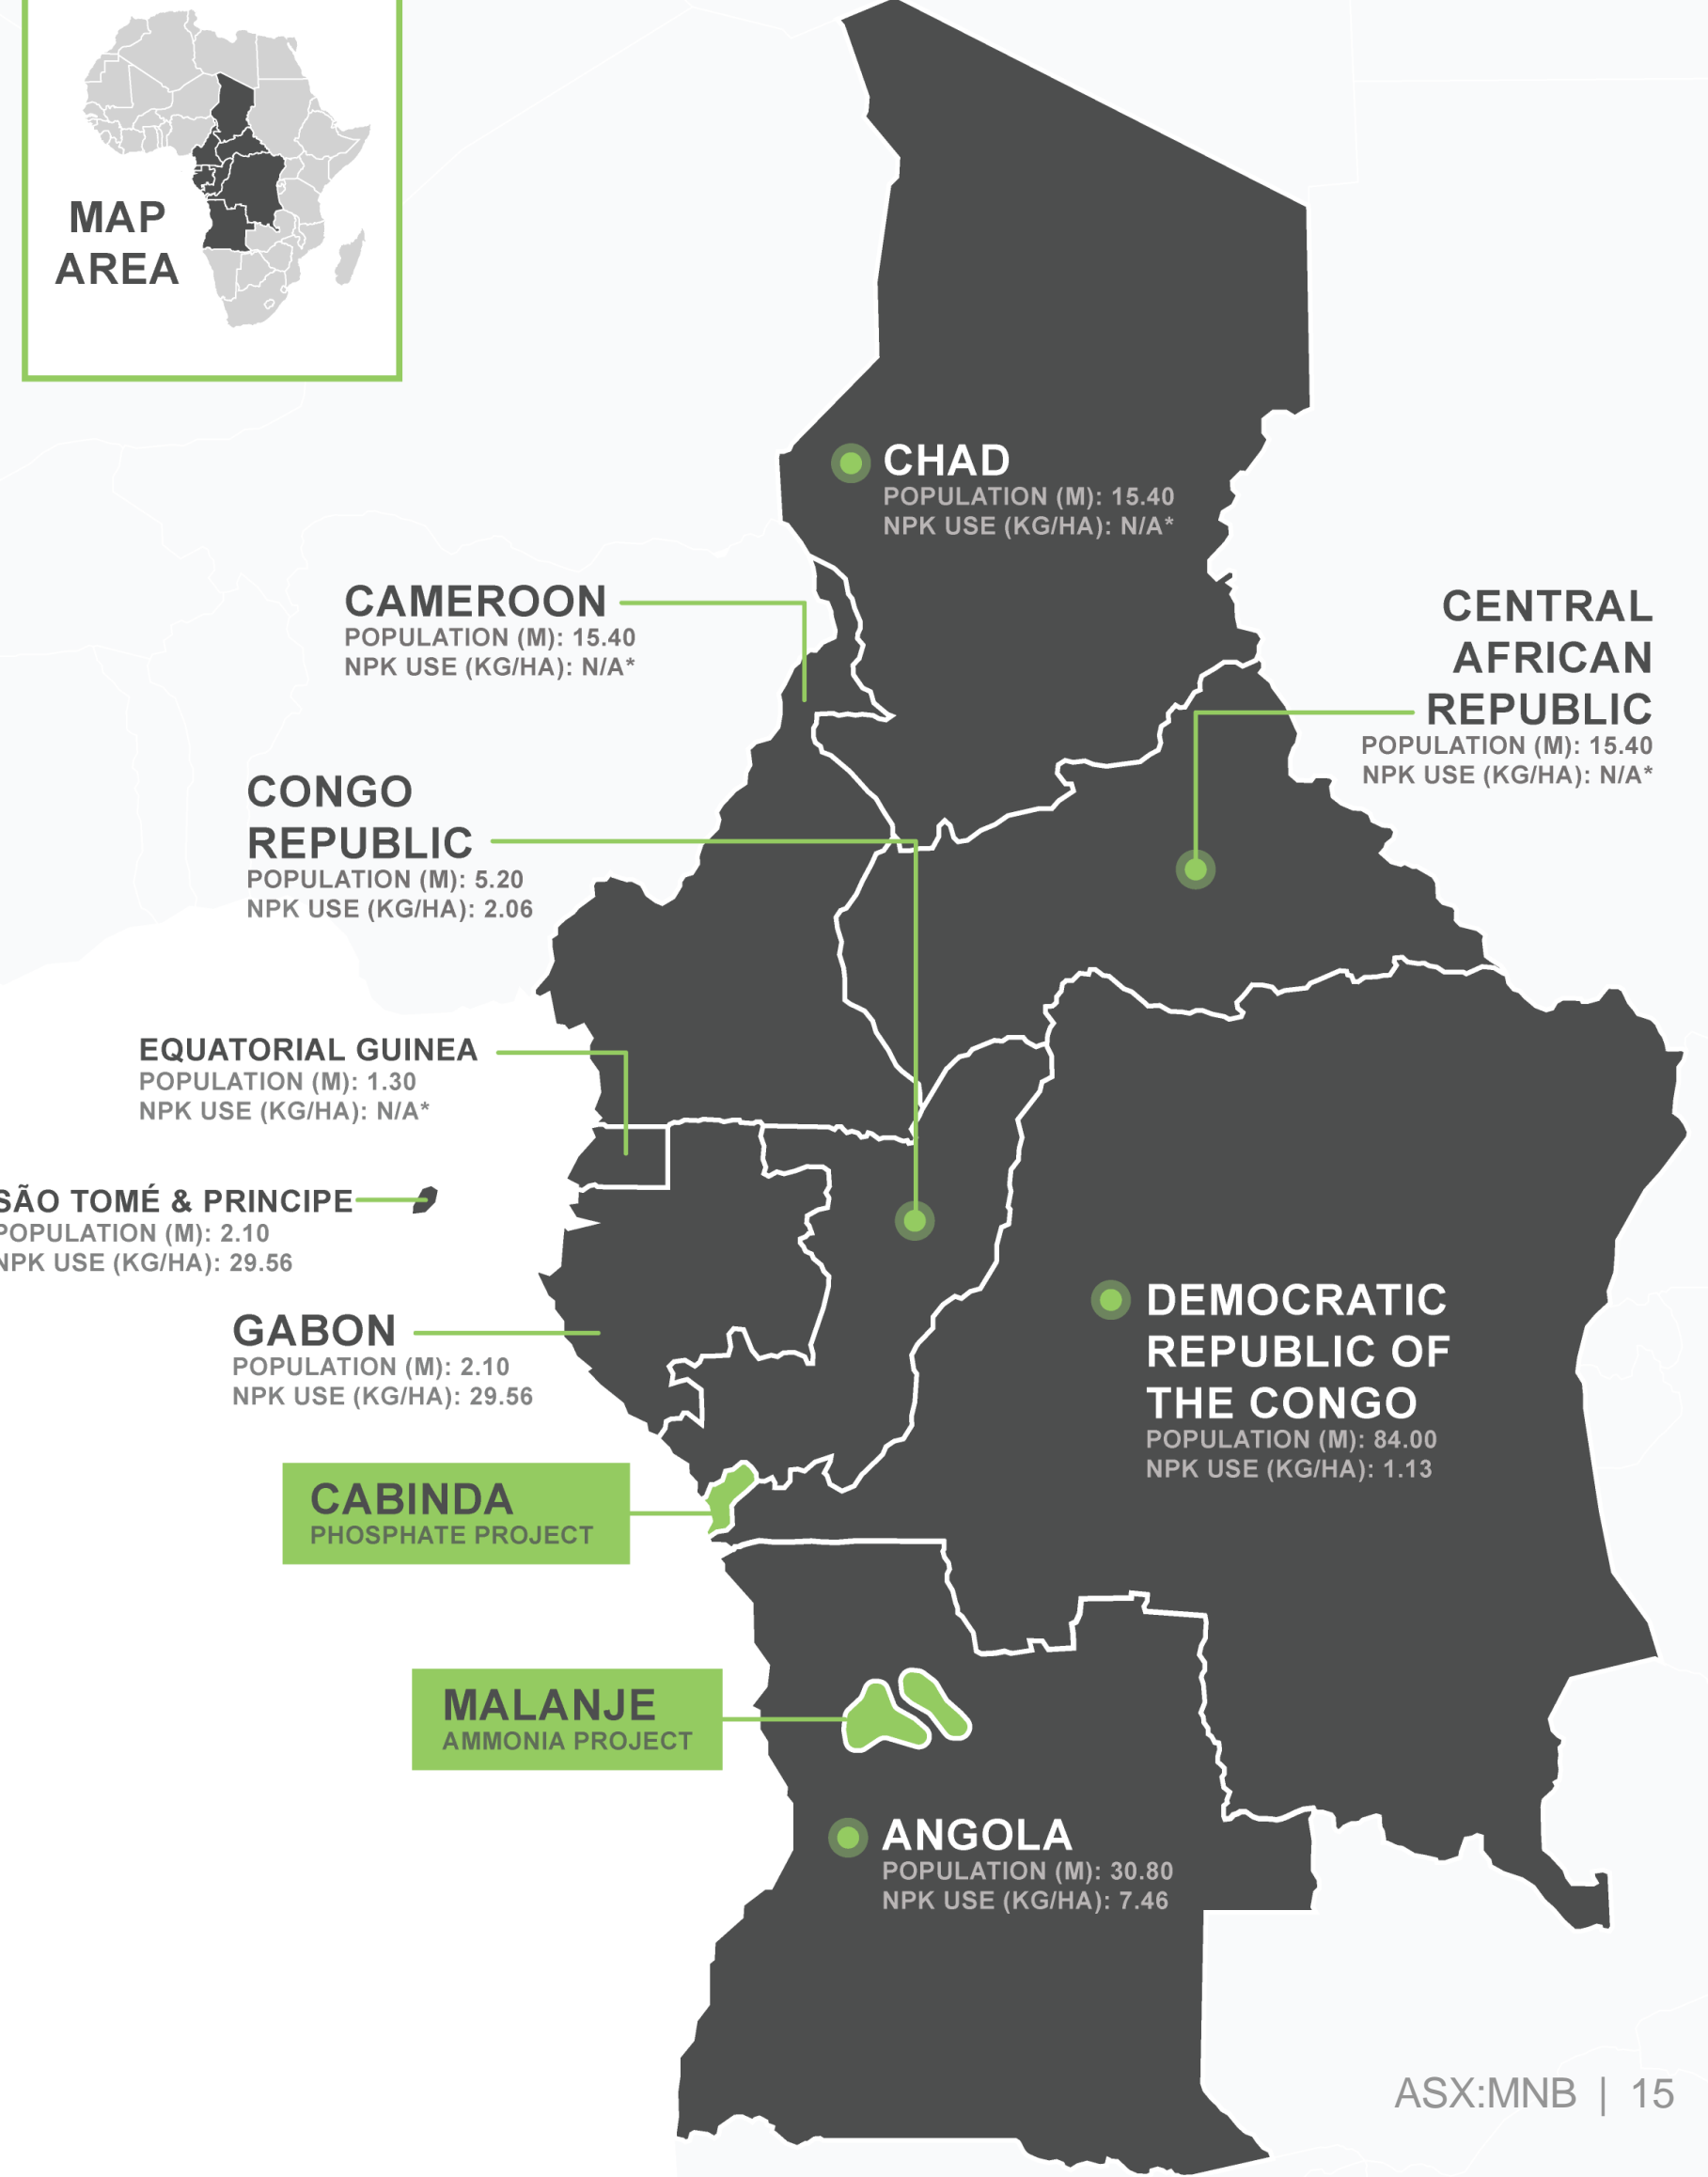 MAP
AREA
CHAD
POPULATION (M): 15.40
NPK USE (KG/HA): N/A*
CAMEROON
POPULATION (M): 15.40
NPK USE (KG/HA): N/A*
CENTRAL
AFRICAN
REPUBLIC
POPULATION (M): 15.40
NPK USE (KG/HA): N/A*
CONGO
REPUBLIC
POPULATION (M): 5.20
NPK USE (KG/HA): 2.06
EQUATORIAL GUINEA
POPULATION (M): 1.30
NPK USE (KG/HA): N/A*
SÃO TOMÉ & PRINCIPE
POPULATION (M): 2.10
NPK USE (KG/HA): 29.56
GABON
POPULATION (M): 2.10
NPK USE (KG/HA): 29.56
DEMOCRATIC
REPUBLIC OF
THE CONGO
POPULATION (M): 84.00
NPK USE (KG/HA): 1.13
CABINDA
PHOSPHATE PROJECT
MALANJE
AMMONIA PROJECT
ANGOLA
POPULATION (M): 30.80
NPK USE (KG/HA): 7.46
ASX:MNB | 15